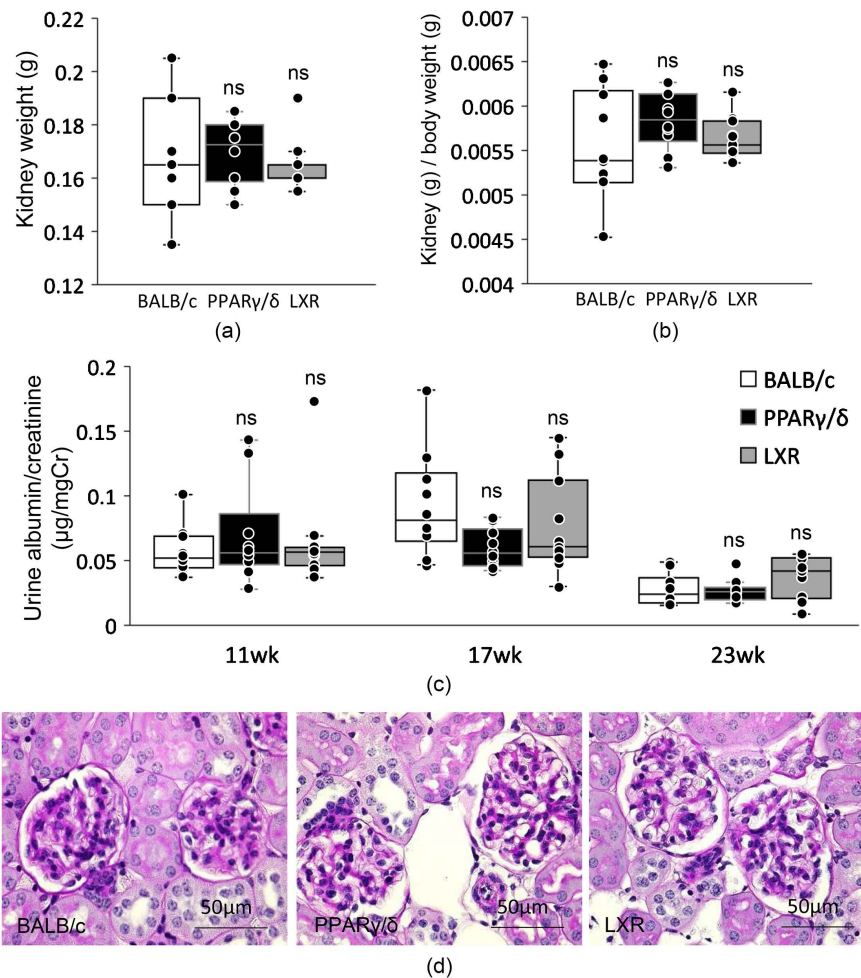 Kidney weight (g)
0.22
0.2
0.18
0.16
0.14
0.12
ns
ns
BALB/c PPARγ/δ LXR
(a)
Kidney (g) / body weight (g)
0.007
0.0065
0.006
0.0055
0.005
0.0045
0.004
ns
ns
BALB/c PPARγ/δ LXR
(b)
Urine albumin/creatinine
(µg/mgCr)
0.2
0.15
0.1
0.05
0
ns
ns
ns
ns
ns
ns
BALB/c
PPARγ/δ
LXR
11wk 17wk 23wk
(c)
BALB/c 50µm
PPARγ/δ 50µm
LXR 50µm
(d)